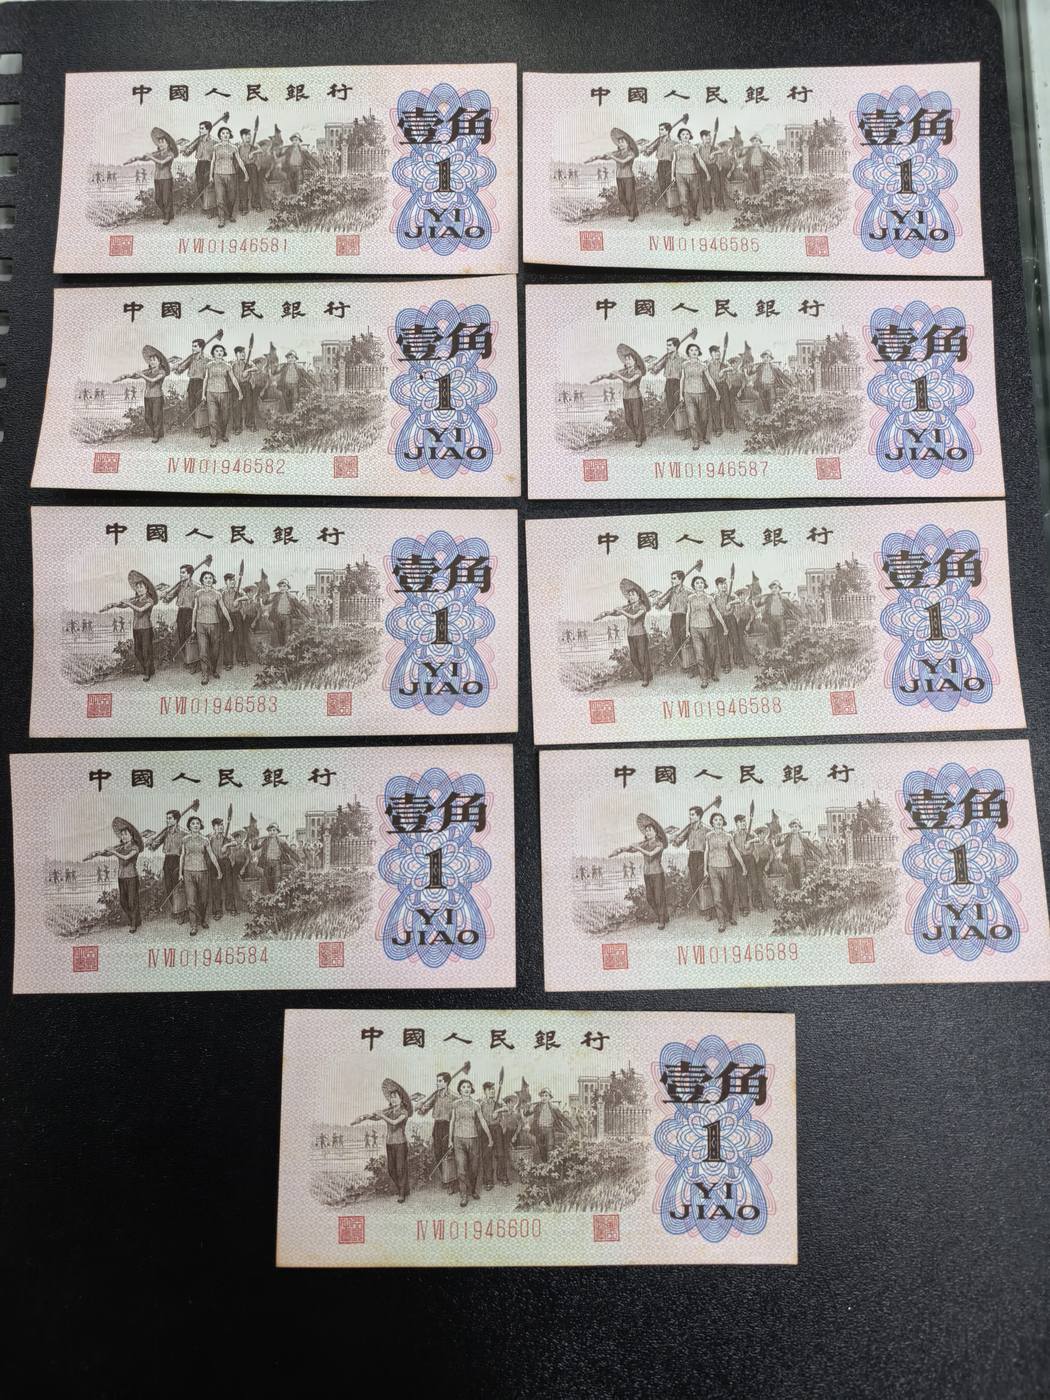 中國人民銀行
壹角
1
YI
JIAO
Ⅳ Ⅶ 01946581
中國人民銀行
壹角
1
YI
JIAO
Ⅳ Ⅶ 01946585
中國人民銀行
壹角
1
YI
JIAO
Ⅳ Ⅶ 01946582
中國人民銀行
壹角
1
YI
JIAO
Ⅳ Ⅶ 01946587
中國人民銀行
壹角
1
YI
JIAO
Ⅳ Ⅶ 01946583
中國人民銀行
壹角
1
YI
JIAO
Ⅳ Ⅶ 01946588
中國人民銀行
壹角
1
YI
JIAO
Ⅳ Ⅶ 01946584
中國人民銀行
壹角
1
YI
JIAO
Ⅳ Ⅶ 01946589
中國人民銀行
壹角
1
YI
JIAO
Ⅳ Ⅶ 01946600